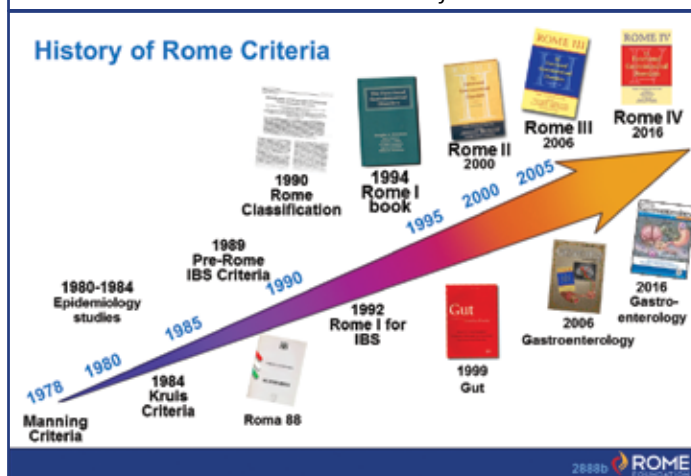 History of Rome Criteria
ROME III
ROME IV
Rome II
2000
Rome III
2006
Rome IV
2016
1990
Rome
Classification
1994
Rome I
book
1995
2000
2005
1989
Pre-Rome
IBS Criteria
1990
1980-1984
Epidemiology
studies
1985
1992
Rome I for
IBS
Gut
1999
Gut
2006
Gastroenterology
2016
Gastro-
enterology
1978
1980
Manning
Criteria
1984
Kruis
Criteria
Roma 88
2888b
ROME
FOUNDATION